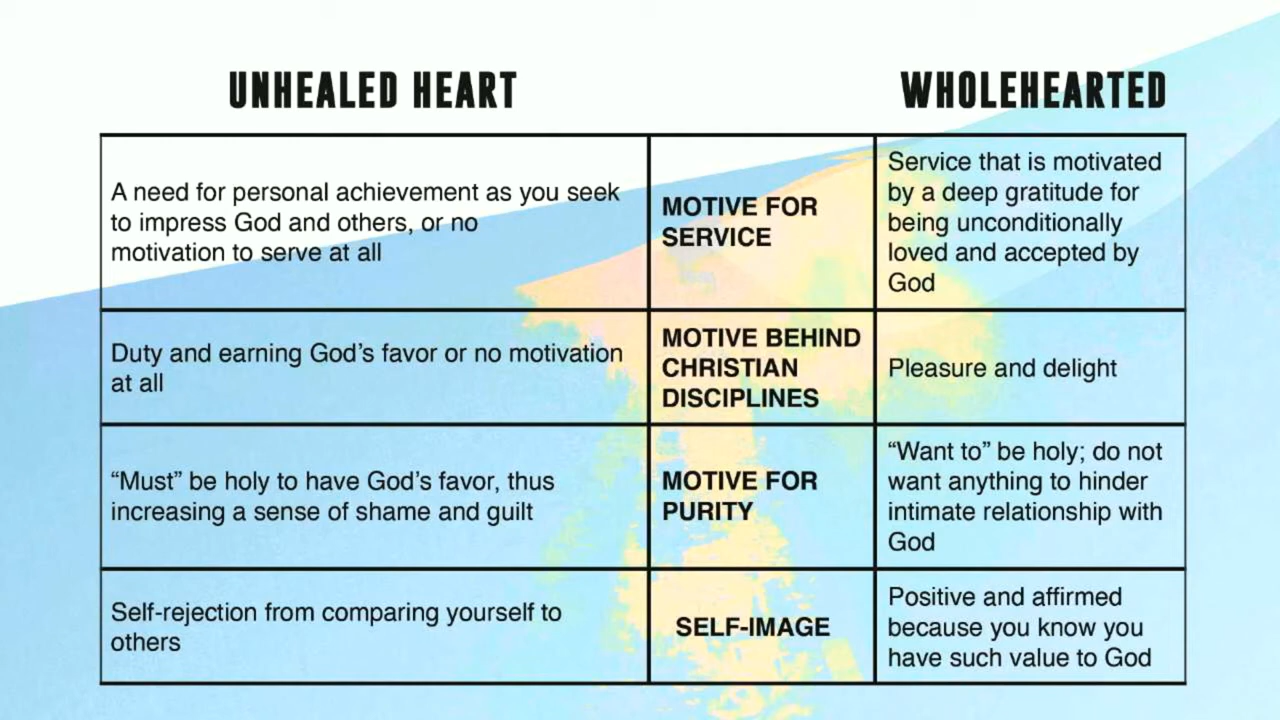 UNHEALED HEART
WHOLEHEARTED
A need for personal achievement as you seek
to impress God and others, or no
motivation to serve at all
MOTIVE FOR
SERVICE
Service that is motivated
by a deep gratitude for
being unconditionally
loved and accepted by
God
Duty and earning God’s favor or no motivation
at all
MOTIVE BEHIND
CHRISTIAN
DISCIPLINES
Pleasure and delight
“Must” be holy to have God’s favor, thus
increasing a sense of shame and guilt
MOTIVE FOR
PURITY
“Want to” be holy; do not
want anything to hinder
intimate relationship with
God
Self-rejection from comparing yourself to
others
SELF-IMAGE
Positive and affirmed
because you know you
have such value to God